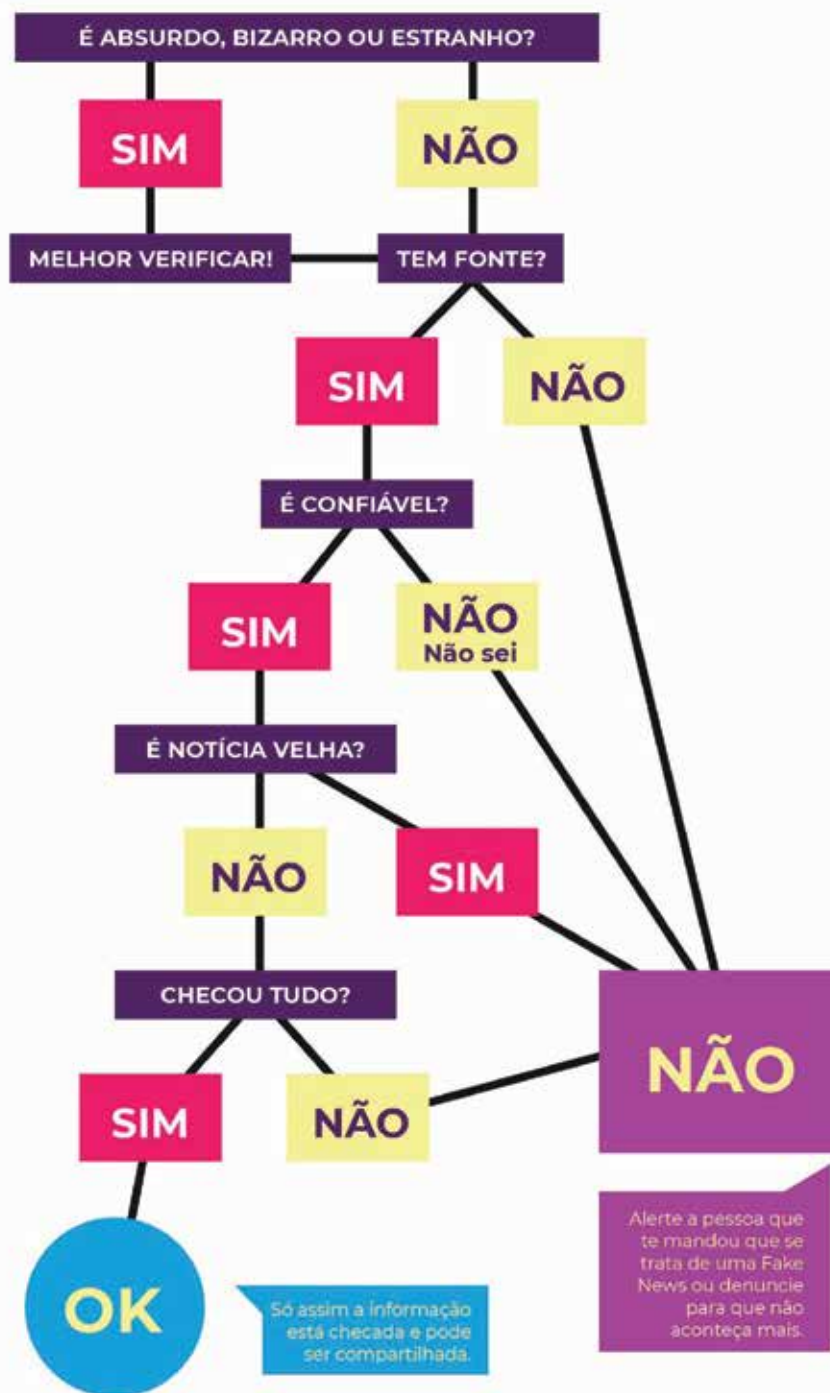 É ABSURDO, BIZARRO OU ESTRANHO?
SIM
NÃO
MELHOR VERIFICAR!
TEM FONTE?
SIM
NÃO
É CONFIÁVEL?
SIM
NÃO
Não sei
É NOTÍCIA VELHA?
NÃO
SIM
CHECOU TUDO?
SIM
NÃO
NÃO
OK
Só assim a informação
está checada e pode
ser compartilhada.
Alerte a pessoa que
te mandou que se
trata de uma Fake
News ou denuncie
para que não
aconteça mais.